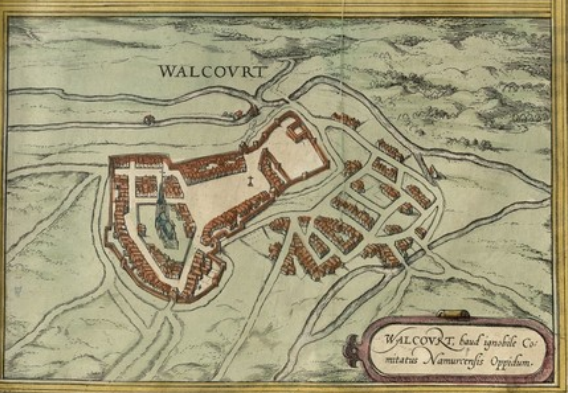 WALCOVRT
I
WALCOVRT, haud ignobile Co:
mitatus Namurcensis Oppidum.